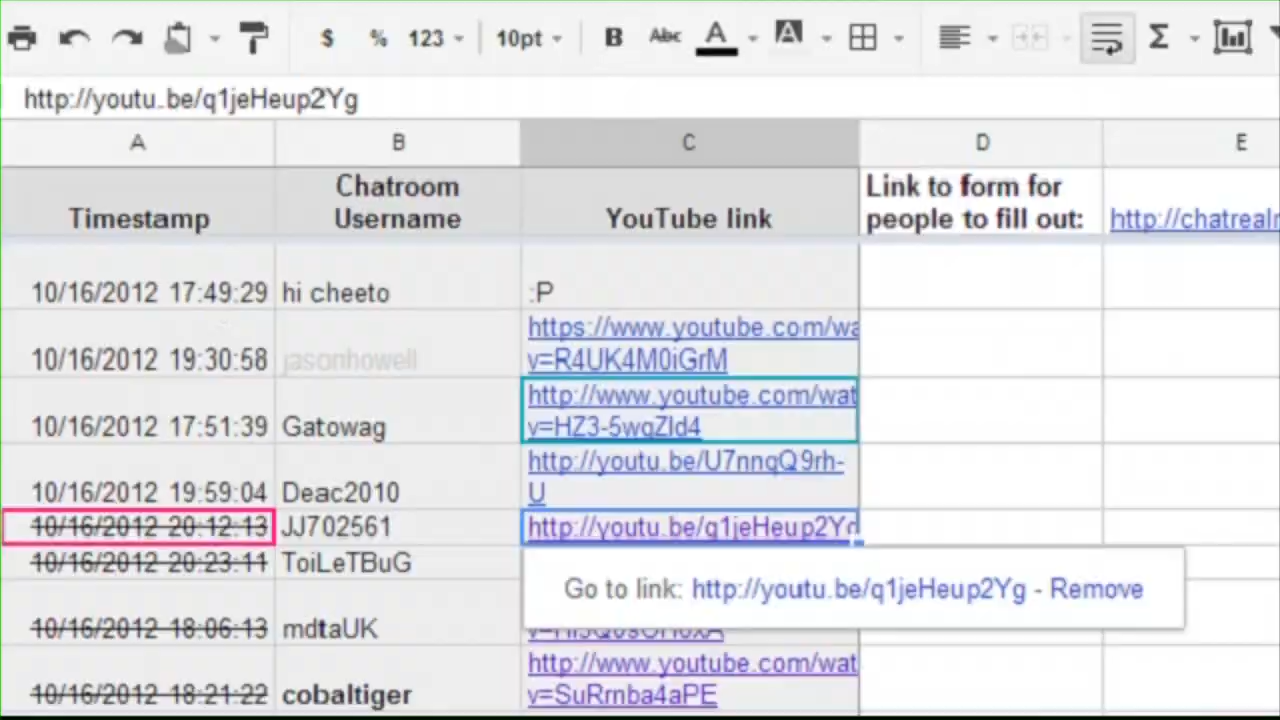 $ % 123 10pt B Abc A A Σ
http://youtu.be/q1jeHeup2Yg
A B C D E
Timestamp
Chatroom
Username
YouTube link
Link to form for
people to fill out:
http://chatrealr
10/16/2012 17:49:29 hi cheeto :P
https://www.youtube.com/wa
10/16/2012 19:30:58 jasonhowell v=R4UK4M0iGrM
http://www.youtube.com/wat
10/16/2012 17:51:39 Gatowag v=HZ3-5wqZld4
http://youtu.be/U7nnqQ9rh-
10/16/2012 19:59:04 Deac2010 U
10/16/2012 20:12:13 JJ702561 http://youtu.be/q1jeHeup2Yg
10/16/2012 20:23:11 ToiLeTBuG
Go to link: http://youtu.be/q1jeHeup2Yg - Remove
10/16/2012 18:06:13 mdtaUK
http://www.youtube.com/wat
10/16/2012 18:21:22 cobaltiger v=SuRmba4aPE